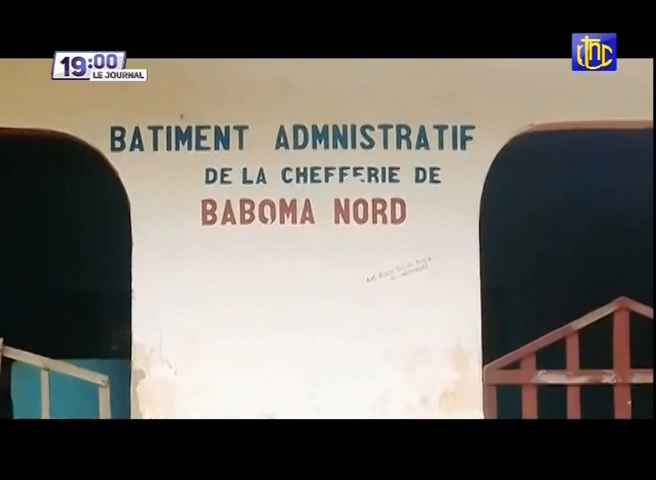 19:00
LE JOURNAL
BATIMENT ADMNISTRATIF
DE LA CHEFFERIE DE
BABOMA NORD